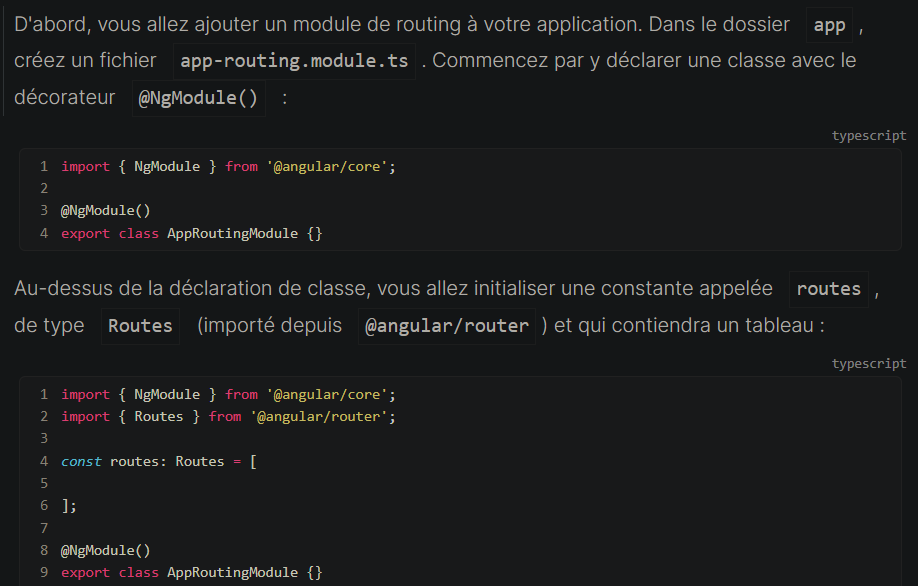 D'abord, vous allez ajouter un module de routing à votre application. Dans le dossier app ,
créez un fichier app-routing.module.ts . Commencez par y déclarer une classe avec le
décorateur @NgModule() :
typescript
1 import { NgModule } from '@angular/core';
2
3 @NgModule()
4 export class AppRoutingModule {}
Au-dessus de la déclaration de classe, vous allez initialiser une constante appelée routes ,
de type Routes (importé depuis @angular/router ) et qui contiendra un tableau :
typescript
1 import { NgModule } from '@angular/core';
2 import { Routes } from '@angular/router';
3
4 const routes: Routes = [
5
6 ];
7
8 @NgModule()
9 export class AppRoutingModule {}